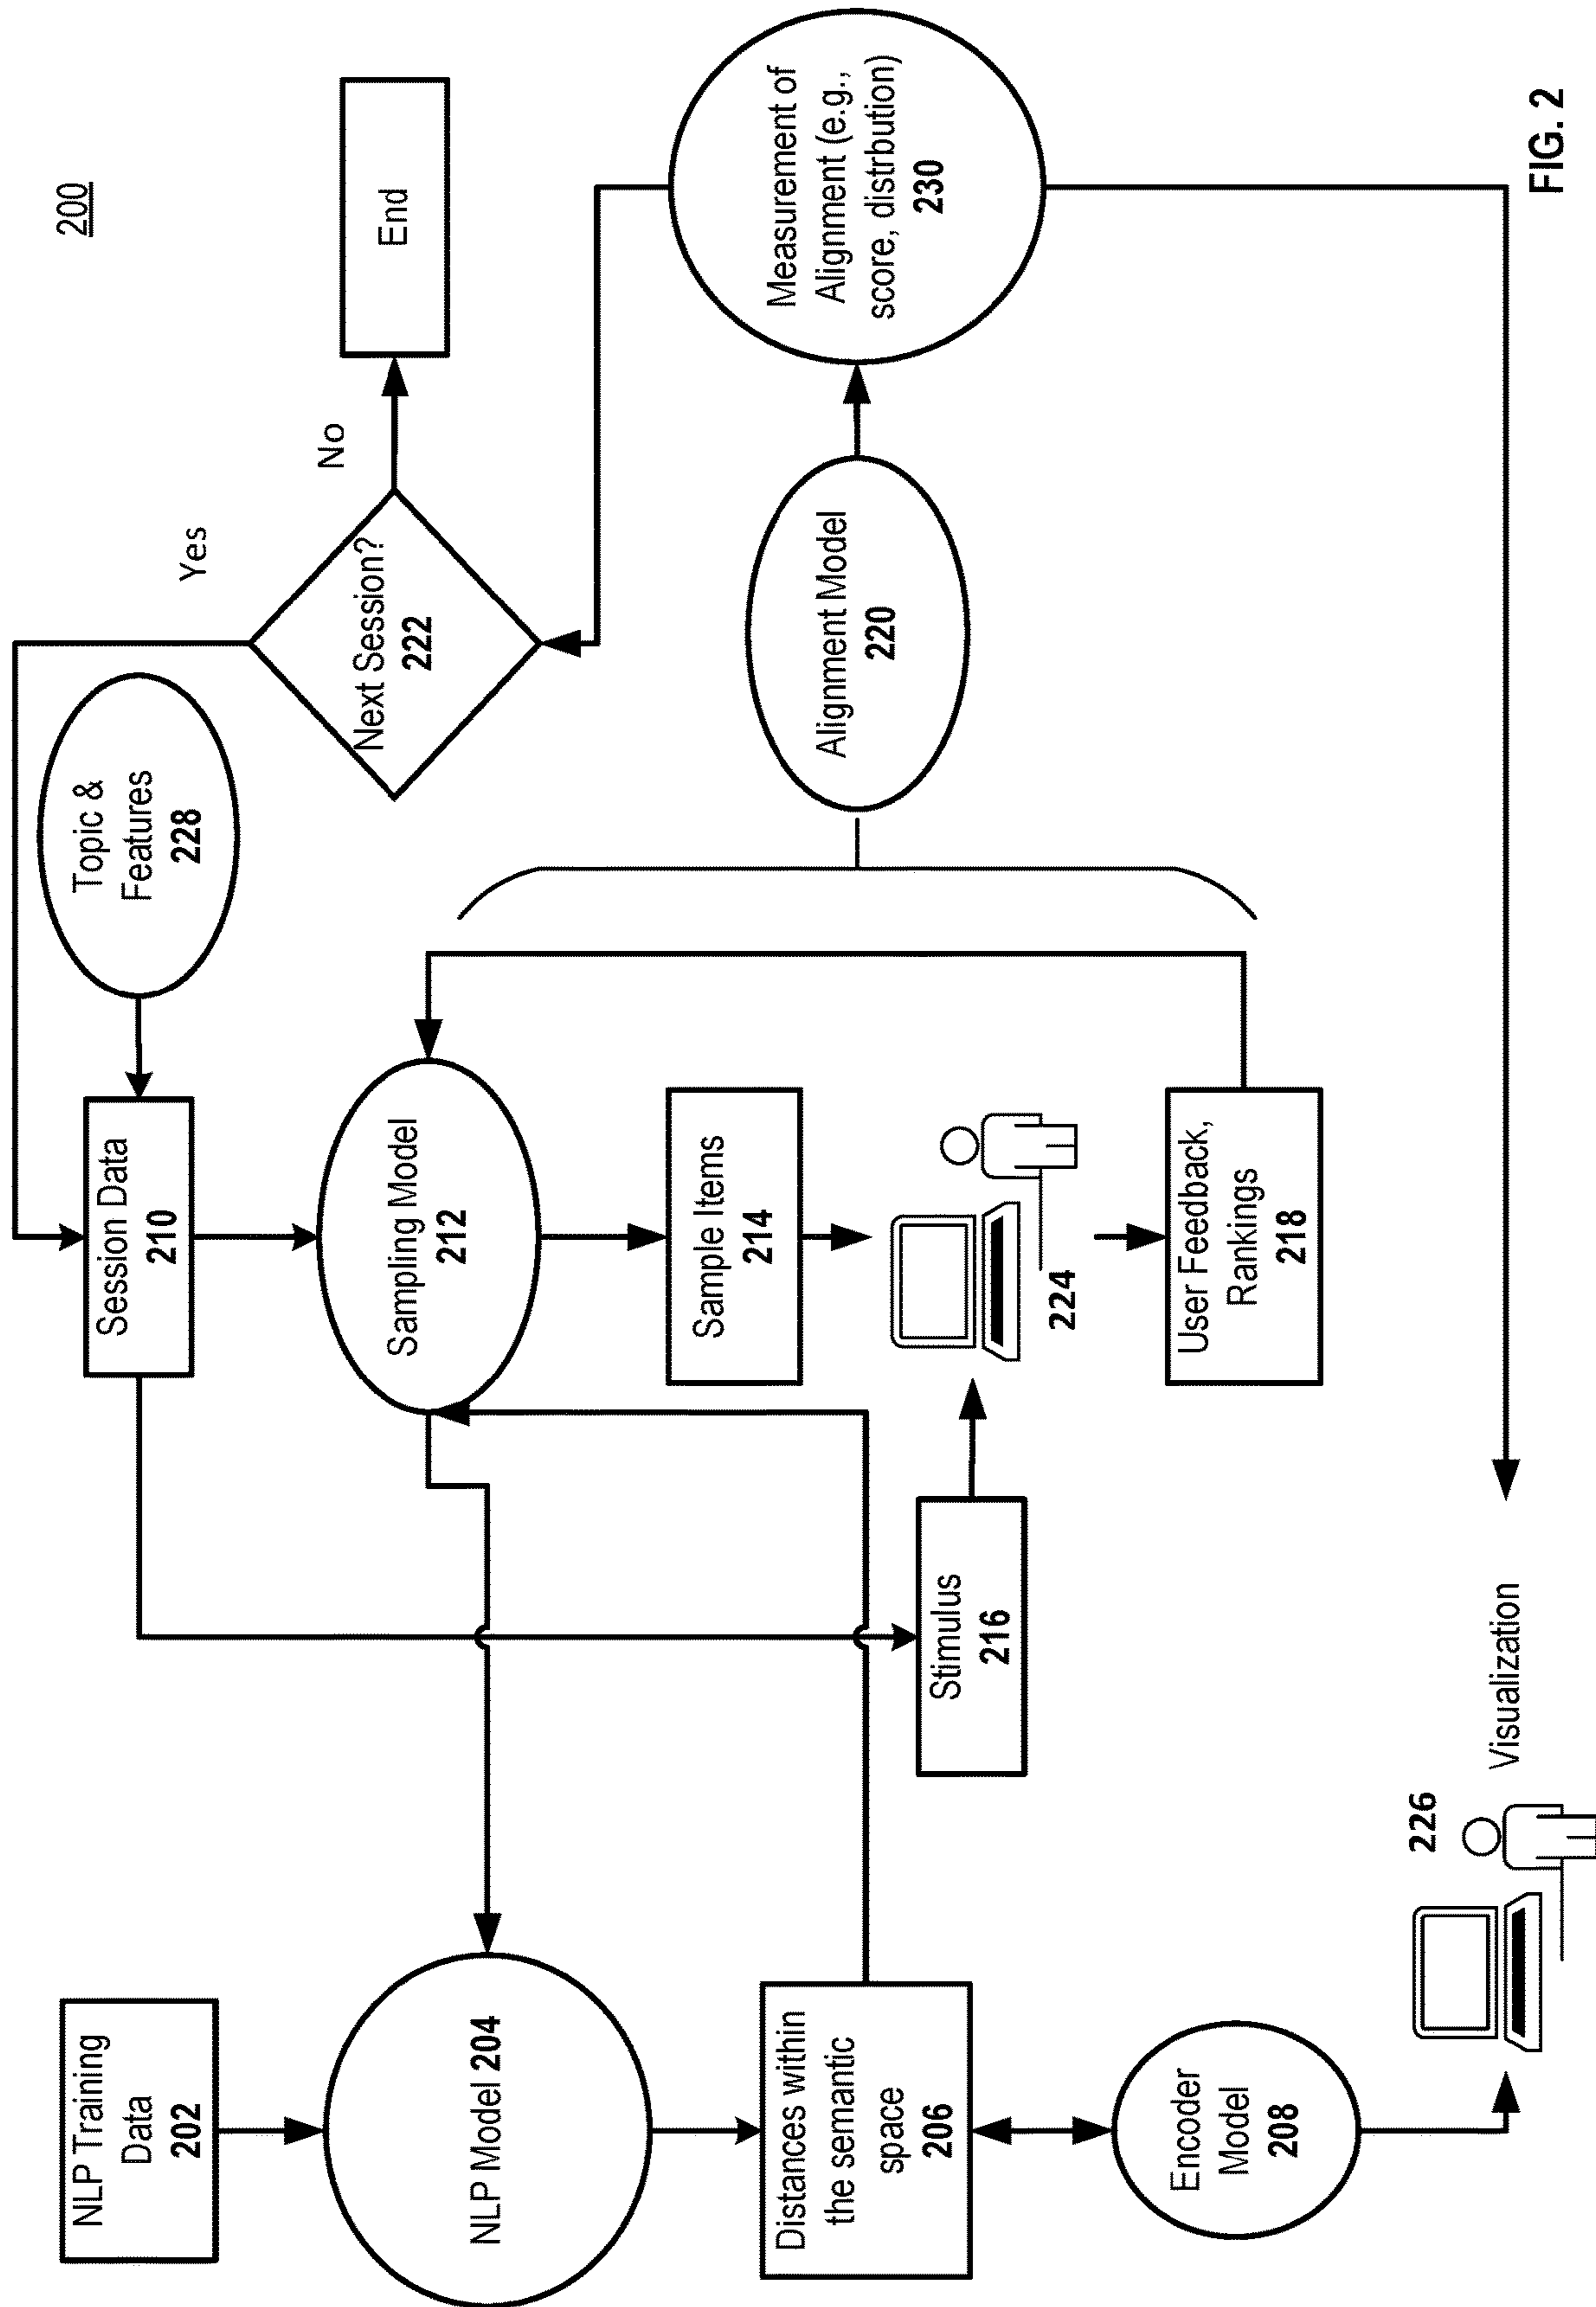 200
NLP Training
Data
202
NLP Model 204
Distances within
the semantic
space
206
Encoder
Model
208
226
Visualization
Session Data
210
Topic &
Features
228
Sampling Model
212
Sample Items
214
Stimulus
216
224
User Feedback,
Rankings
218
Yes
Next Session?
222
No
End
Alignment Model
220
Measurement of
Alignment (e.g.,
score, distrbution)
230
FIG. 2